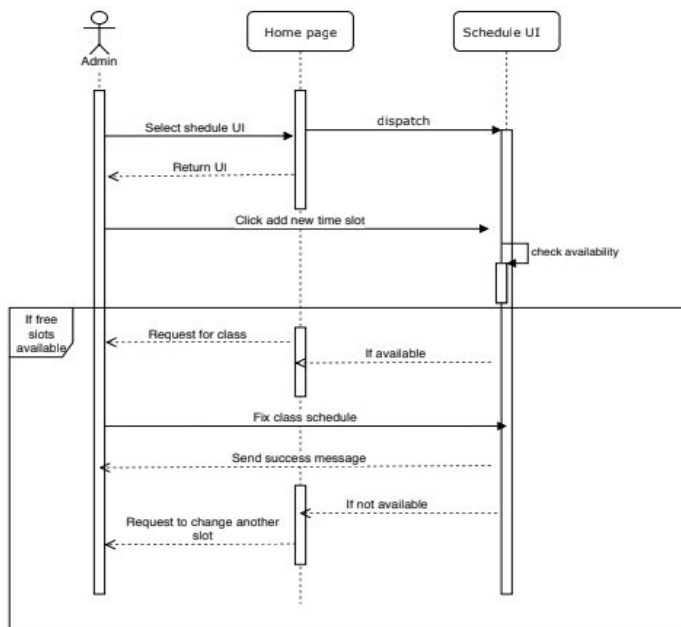 Home page
Schedule UI
Admin
Select shedule UI
dispatch
Return UI
Click add new time slot
check availability
If free
slots
available
Request for class
If available
Fix class schedule
Send success message
If not available
Request to change another
slot